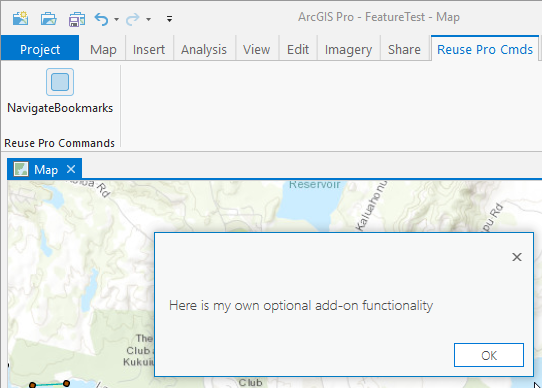 ArcGIS Pro - FeatureTest - Map
Project Map Insert Analysis View Edit Imagery Share Reuse Pro Cmds
NavigateBookmarks
Reuse Pro Commands
Map
Reservoir
Rd
Kaluahonu
pu Rd
Here is my own optional add-on functionality
OK
The
Club a
Kukuiu
Club